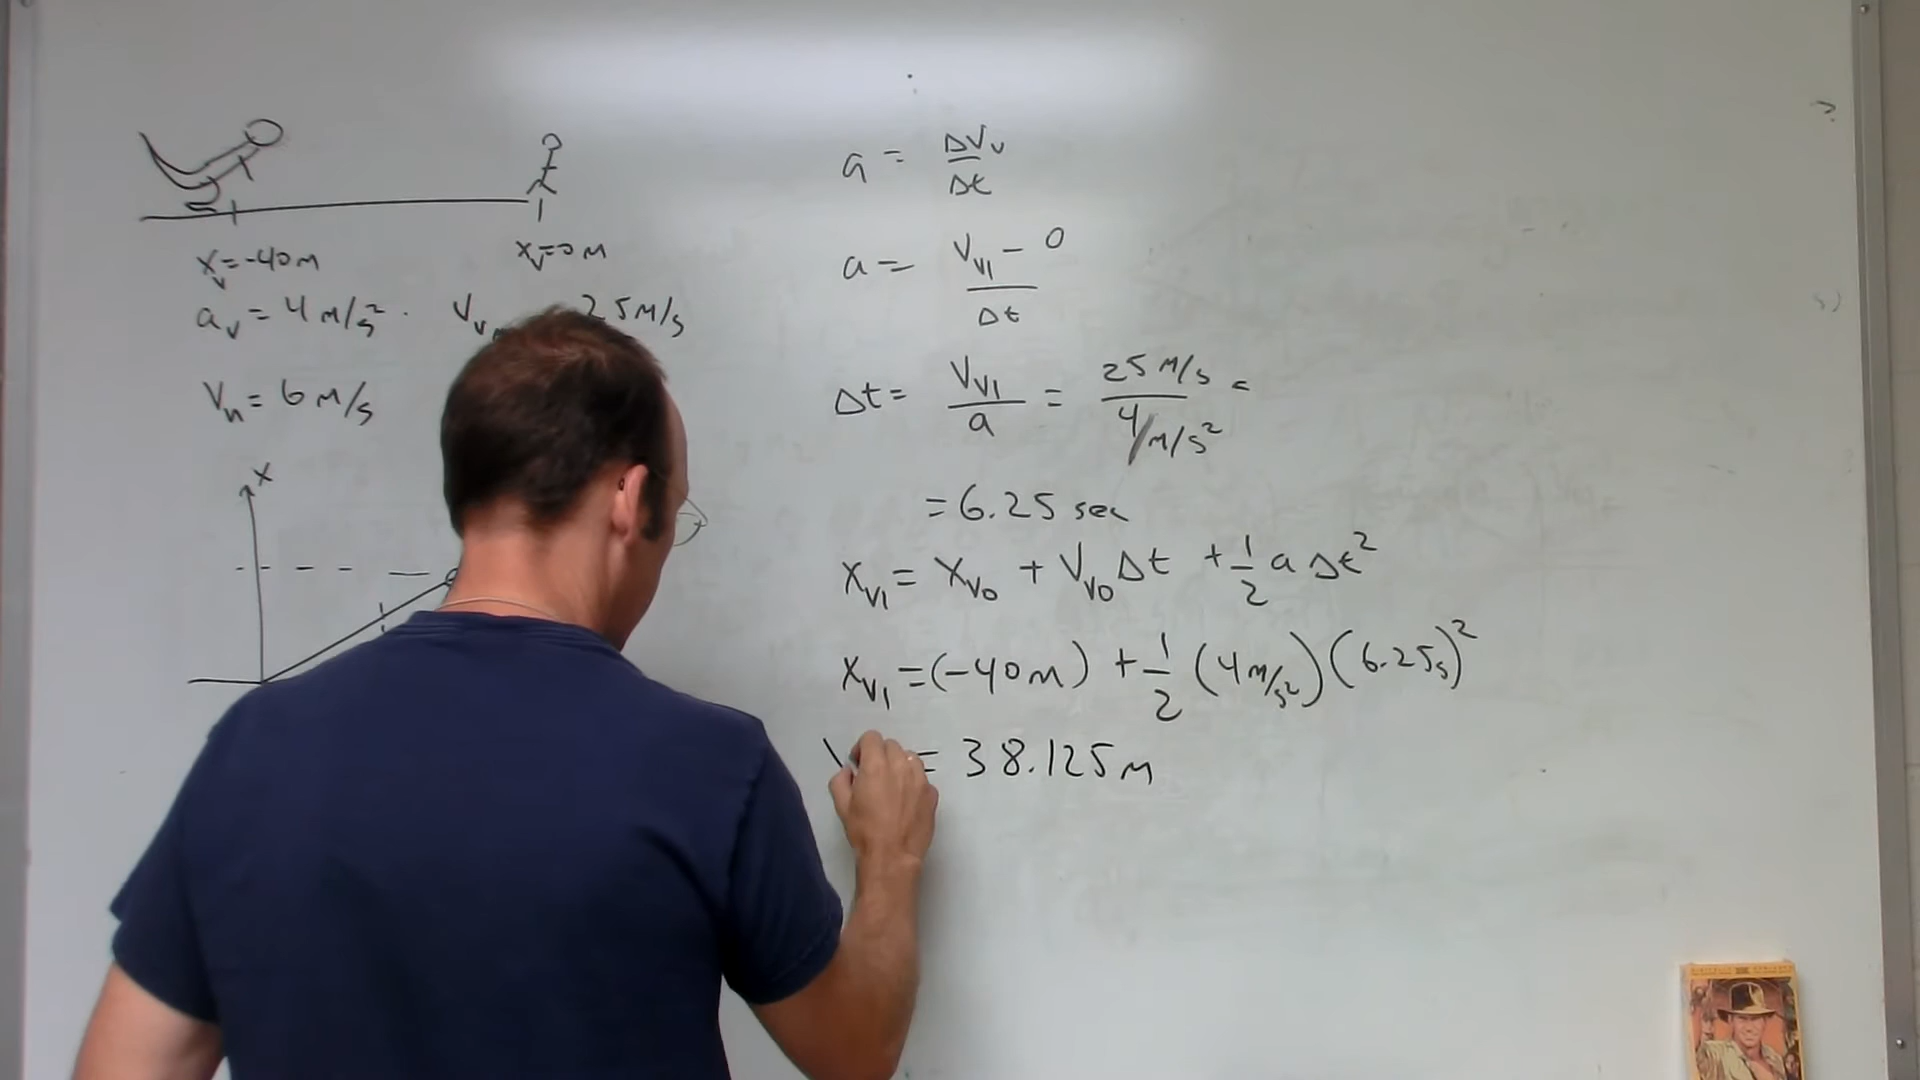 x_v = -40 m
x_v = 0 m
a_v = 4 m/s².
V_v
25 m/s
V_h = 6 m/s
x
a = ΔV_v / Δt
a = (V_v1 - 0) / Δt
Δt = V_v1 / a = 25 m/s / 4 m/s² =
= 6.25 sec
x_v1 = x_v0 + V_v0 Δt + 1/2 a Δt²
x_v1 = (-40 m) + 1/2 (4 m/s²)(6.25 s)²
= 38.125 m